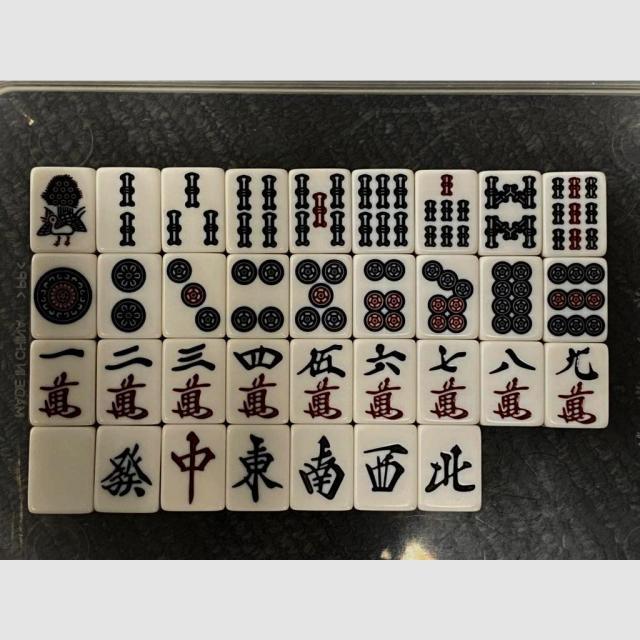 一 二 三 四 伍 六 七 八 九
萬 萬 萬 萬 萬 萬 萬 萬 萬
發 中 東 南 西 北
MADE IN CHINA >PP<